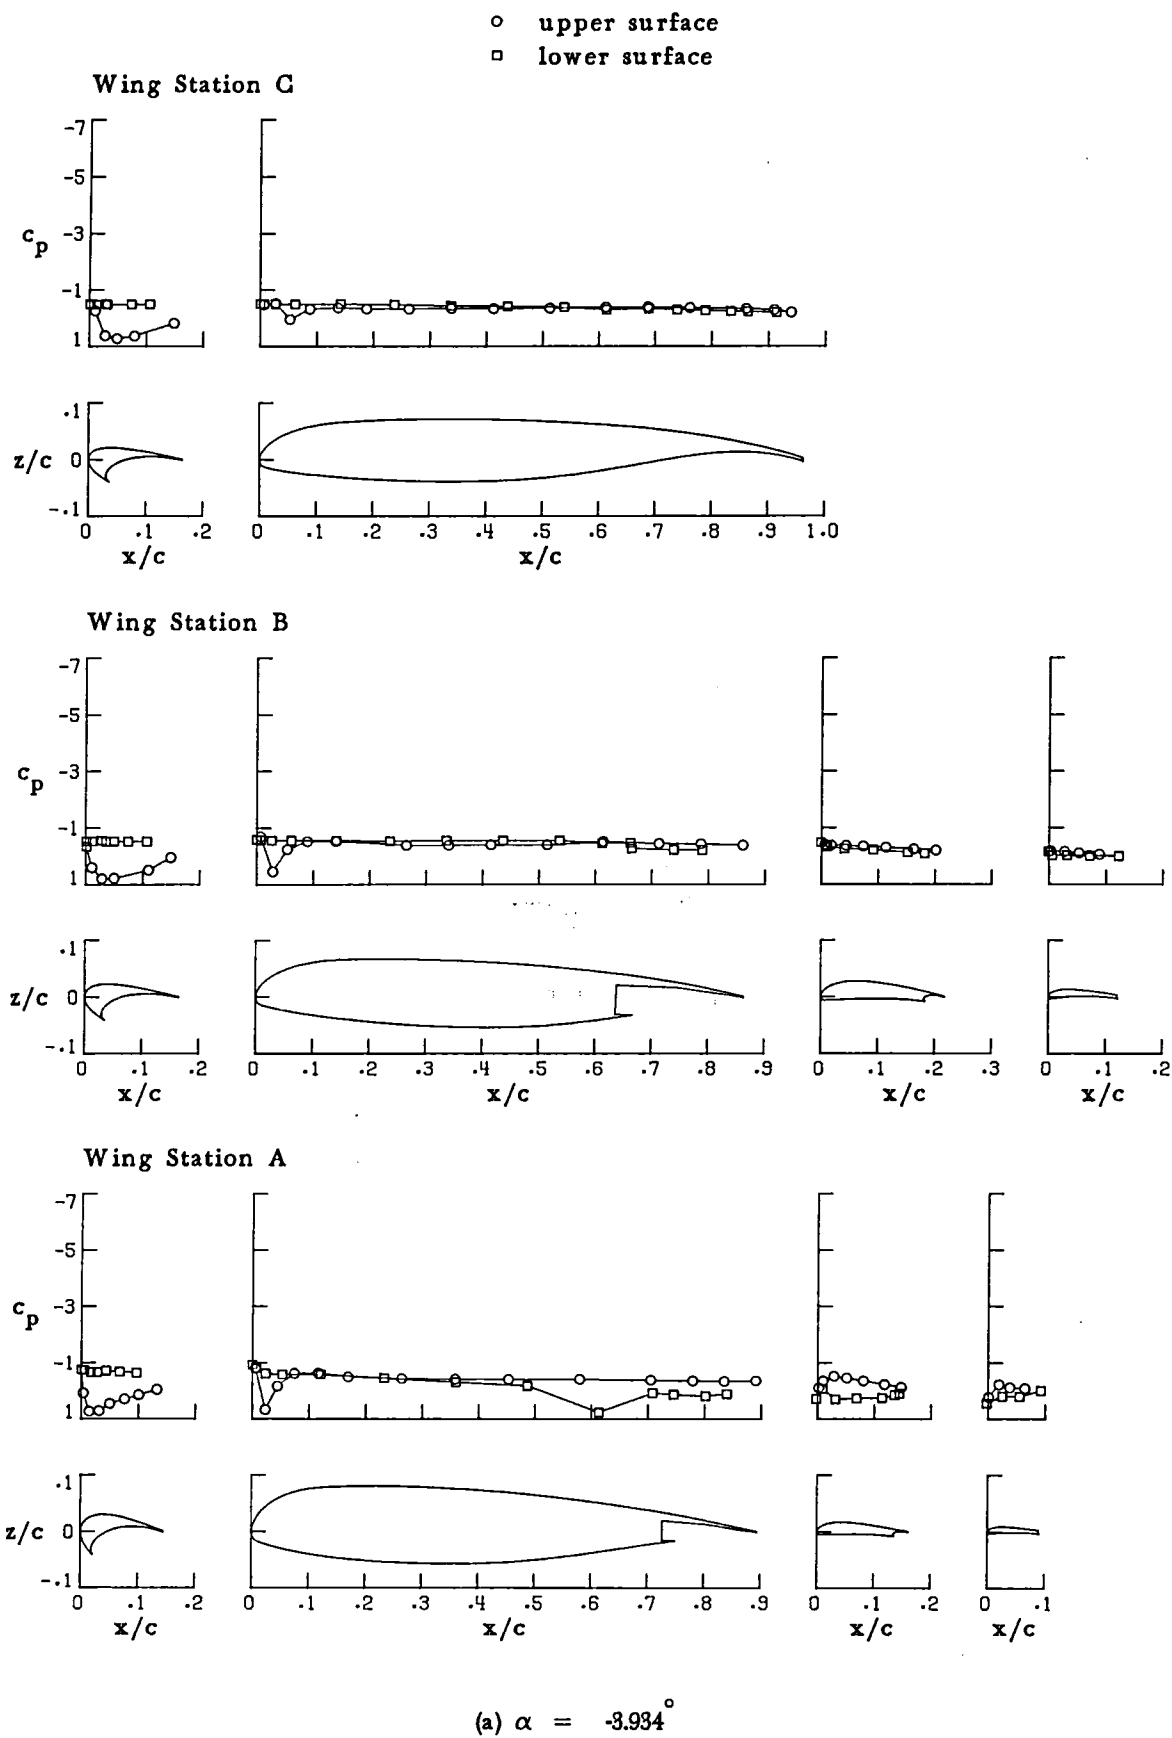 upper surface
lower surface
Wing Station C
-7
-5
c_p -3
-1
1
.1
z/c 0
-.1
0 .1 .2 0 .1 .2 .3 .4 .5 .6 .7 .8 .9 1.0
x/c x/c
Wing Station B
-7
-5
c_p -3
-1
1
.1
z/c 0
-.1
0 .1 .2 0 .1 .2 .3 .4 .5 .6 .7 .8 .9 0 .1 .2 .3 0 .1 .2
x/c x/c x/c x/c
Wing Station A
-7
-5
c_p -3
-1
1
.1
z/c 0
-.1
0 .1 .2 0 .1 .2 .3 .4 .5 .6 .7 .8 .9 0 .1 .2 0 .1
x/c x/c x/c x/c
(a) α = -3.934°